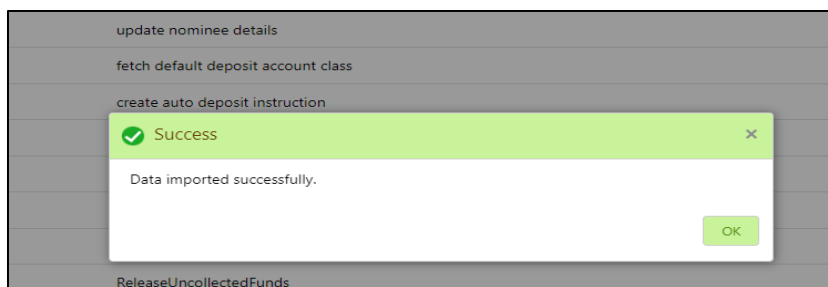 update nominee details
fetch default deposit account class
create auto deposit instruction
Success
Data imported successfully.
OK
ReleaseUncollectedFunds